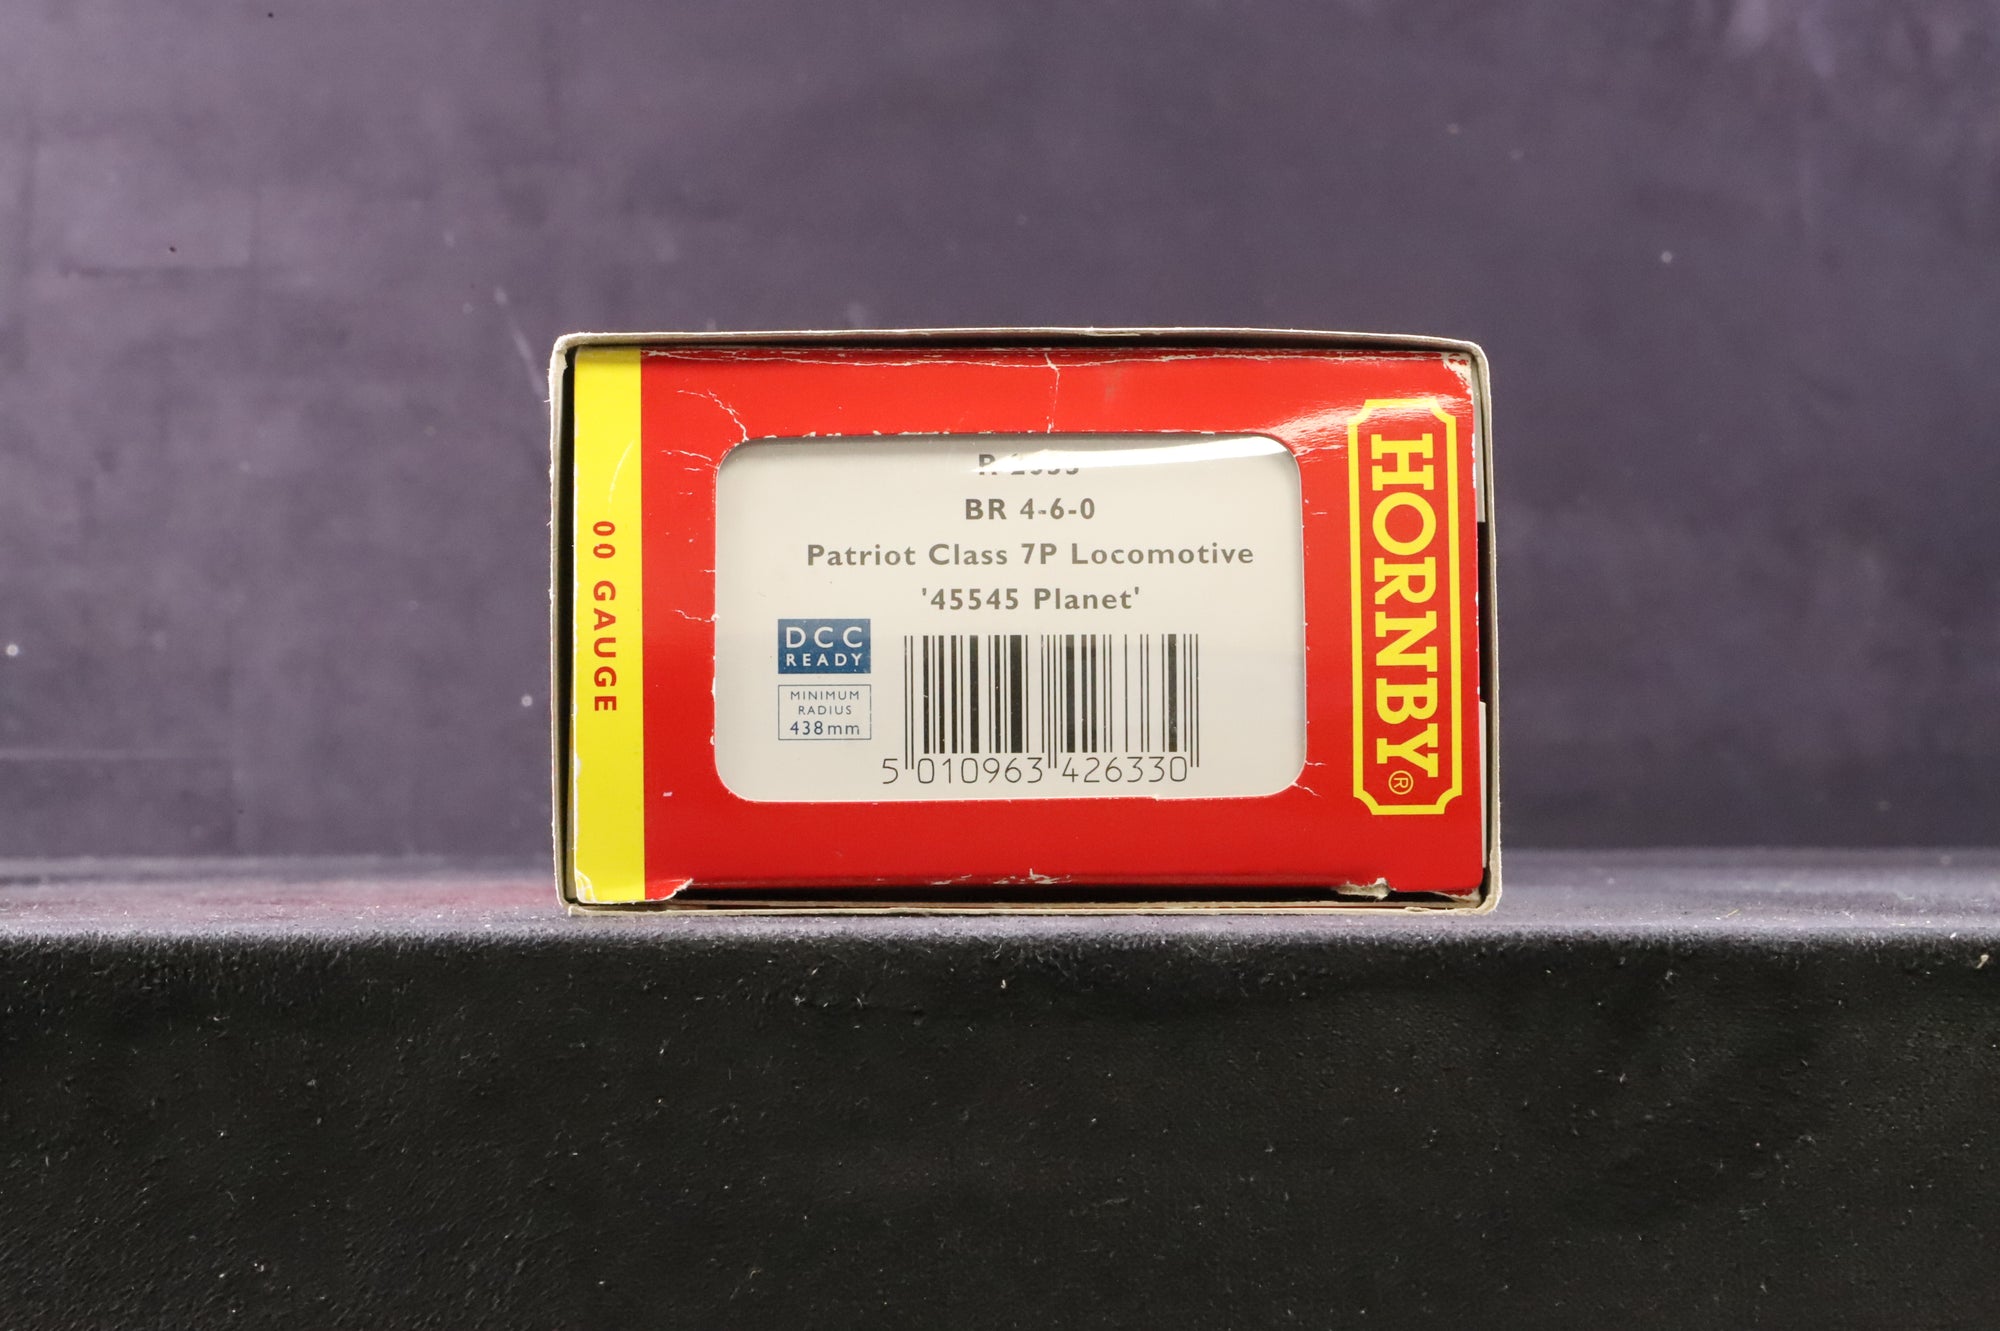 00 GAUGE
BR 4-6-0
Patriot Class 7P Locomotive
'45545 Planet'
DCC
READY
MINIMUM
RADIUS
438mm
5 010963 426330
HORNBY®